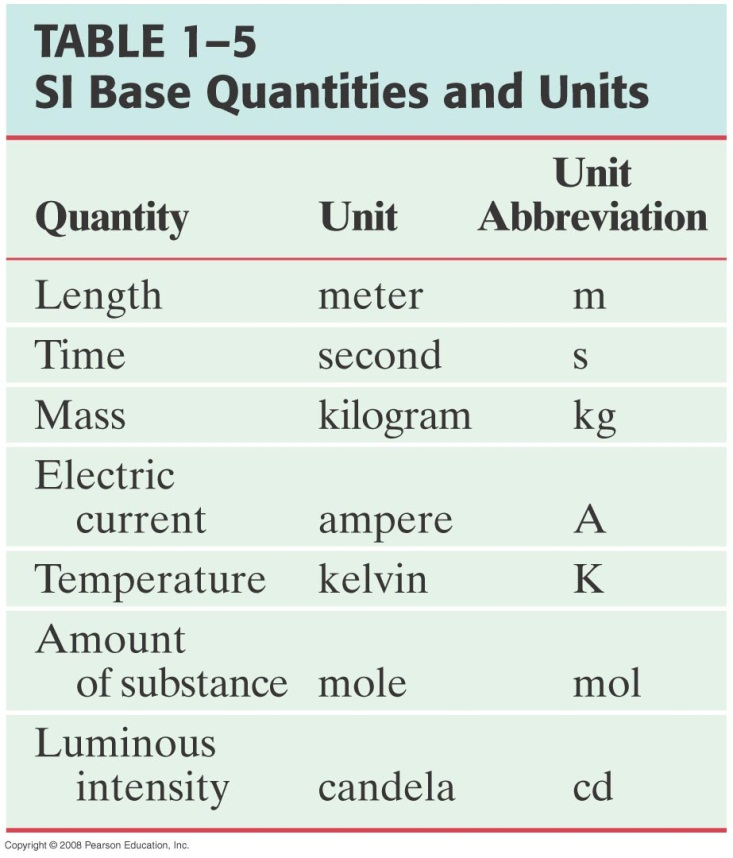 TABLE 1–5
SI Base Quantities and Units
Unit
Quantity Unit Abbreviation
Length meter m
Time second s
Mass kilogram kg
Electric
current ampere A
Temperature kelvin K
Amount
of substance mole mol
Luminous
intensity candela cd
Copyright © 2008 Pearson Education, Inc.